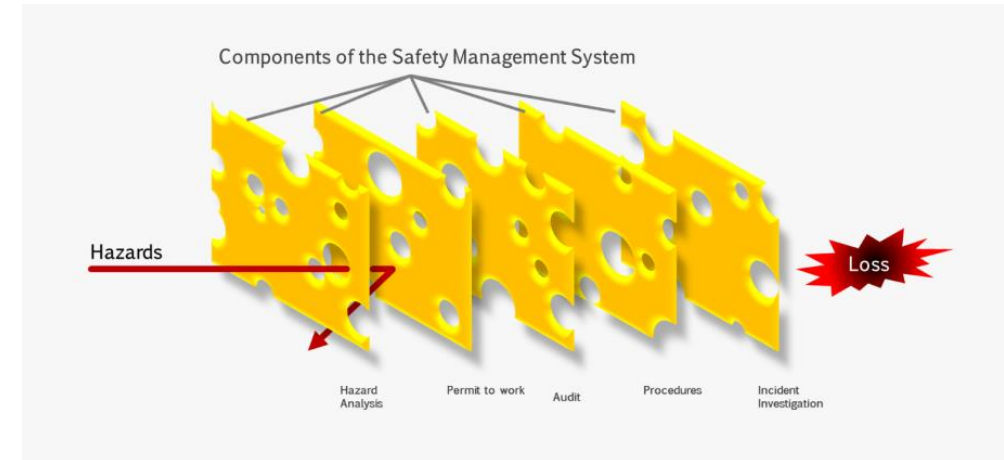 Components of the Safety Management System
Hazards
Loss
Hazard
Analysis
Permit to work
Audit
Procedures
Incident
Investigation